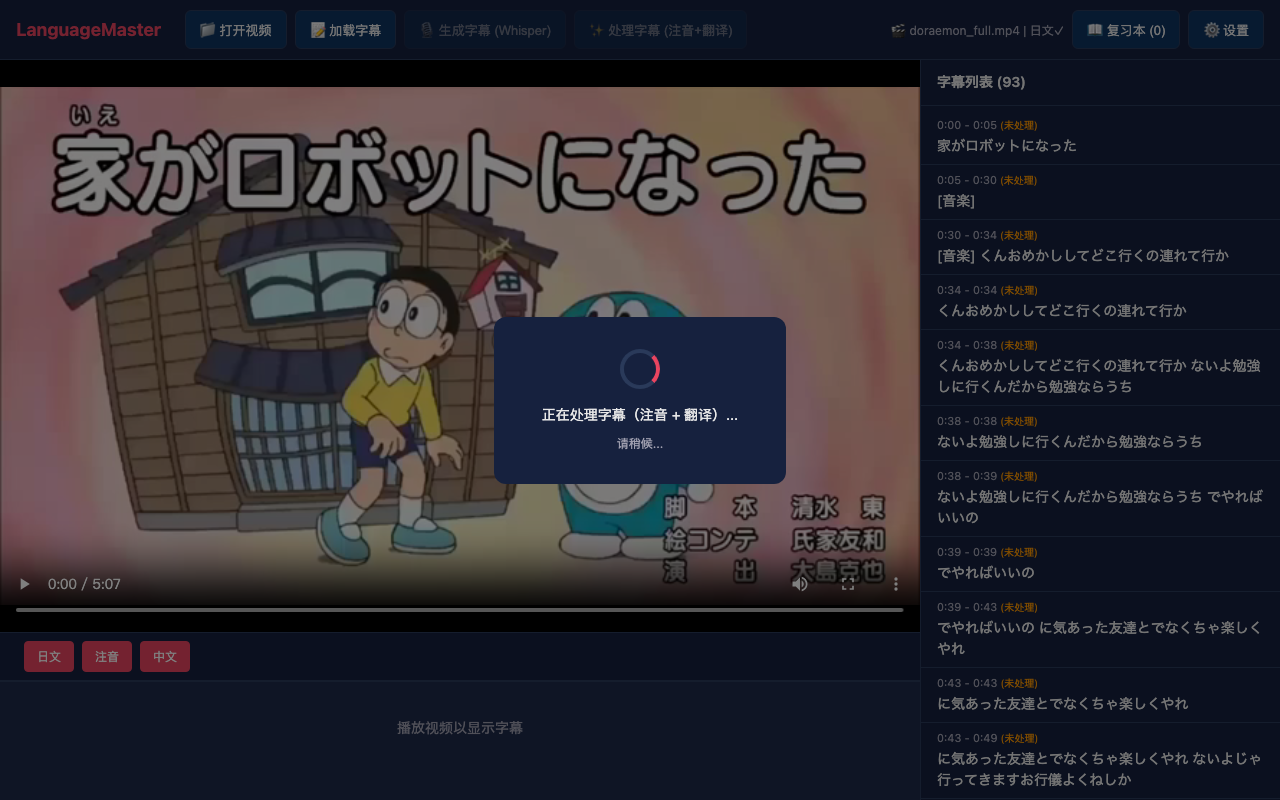 LanguageMaster
打开视频
加载字幕
生成字幕 (Whisper)
处理字幕 (注音+翻译)
doraemon_full.mp4 | 日文✓
复习本 (0)
设置
いえ
家がロボットになった
脚 本 清水 東
絵コンテ 氏家友和
演 出 大島克也
0:00 / 5:07
正在处理字幕（注音 + 翻译）...
请稍候...
日文
注音
中文
播放视频以显示字幕
字幕列表 (93)
0:00 - 0:05 (未处理)
家がロボットになった
0:05 - 0:30 (未处理)
[音楽]
0:30 - 0:34 (未处理)
[音楽] くんおめかししてどこ行くの連れて行か
0:34 - 0:34 (未处理)
くんおめかししてどこ行くの連れて行か
0:34 - 0:38 (未处理)
くんおめかししてどこ行くの連れて行か ないよ勉強
しに行くんだから勉強ならうち
0:38 - 0:38 (未处理)
ないよ勉強しに行くんだから勉強ならうち
0:38 - 0:39 (未处理)
ないよ勉強しに行くんだから勉強ならうち でやれば
いいの
0:39 - 0:39 (未处理)
でやればいいの
0:39 - 0:43 (未处理)
でやればいいの に気あった友達とでなくちゃ楽しく
やれ
0:43 - 0:43 (未处理)
に気あった友達とでなくちゃ楽しくやれ
0:43 - 0:49 (未处理)
に気あった友達とでなくちゃ楽しくやれ ないよじゃ
行ってきますお行儀よくねしか